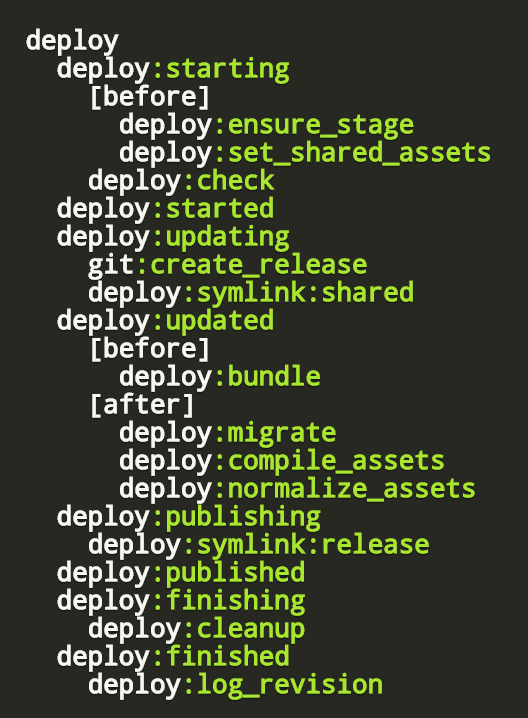 deploy
  deploy:starting
    [before]
      deploy:ensure_stage
      deploy:set_shared_assets
    deploy:check
  deploy:started
  deploy:updating
    git:create_release
    deploy:symlink:shared
  deploy:updated
    [before]
      deploy:bundle
    [after]
      deploy:migrate
      deploy:compile_assets
      deploy:normalize_assets
  deploy:publishing
    deploy:symlink:release
  deploy:published
  deploy:finishing
    deploy:cleanup
  deploy:finished
    deploy:log_revision